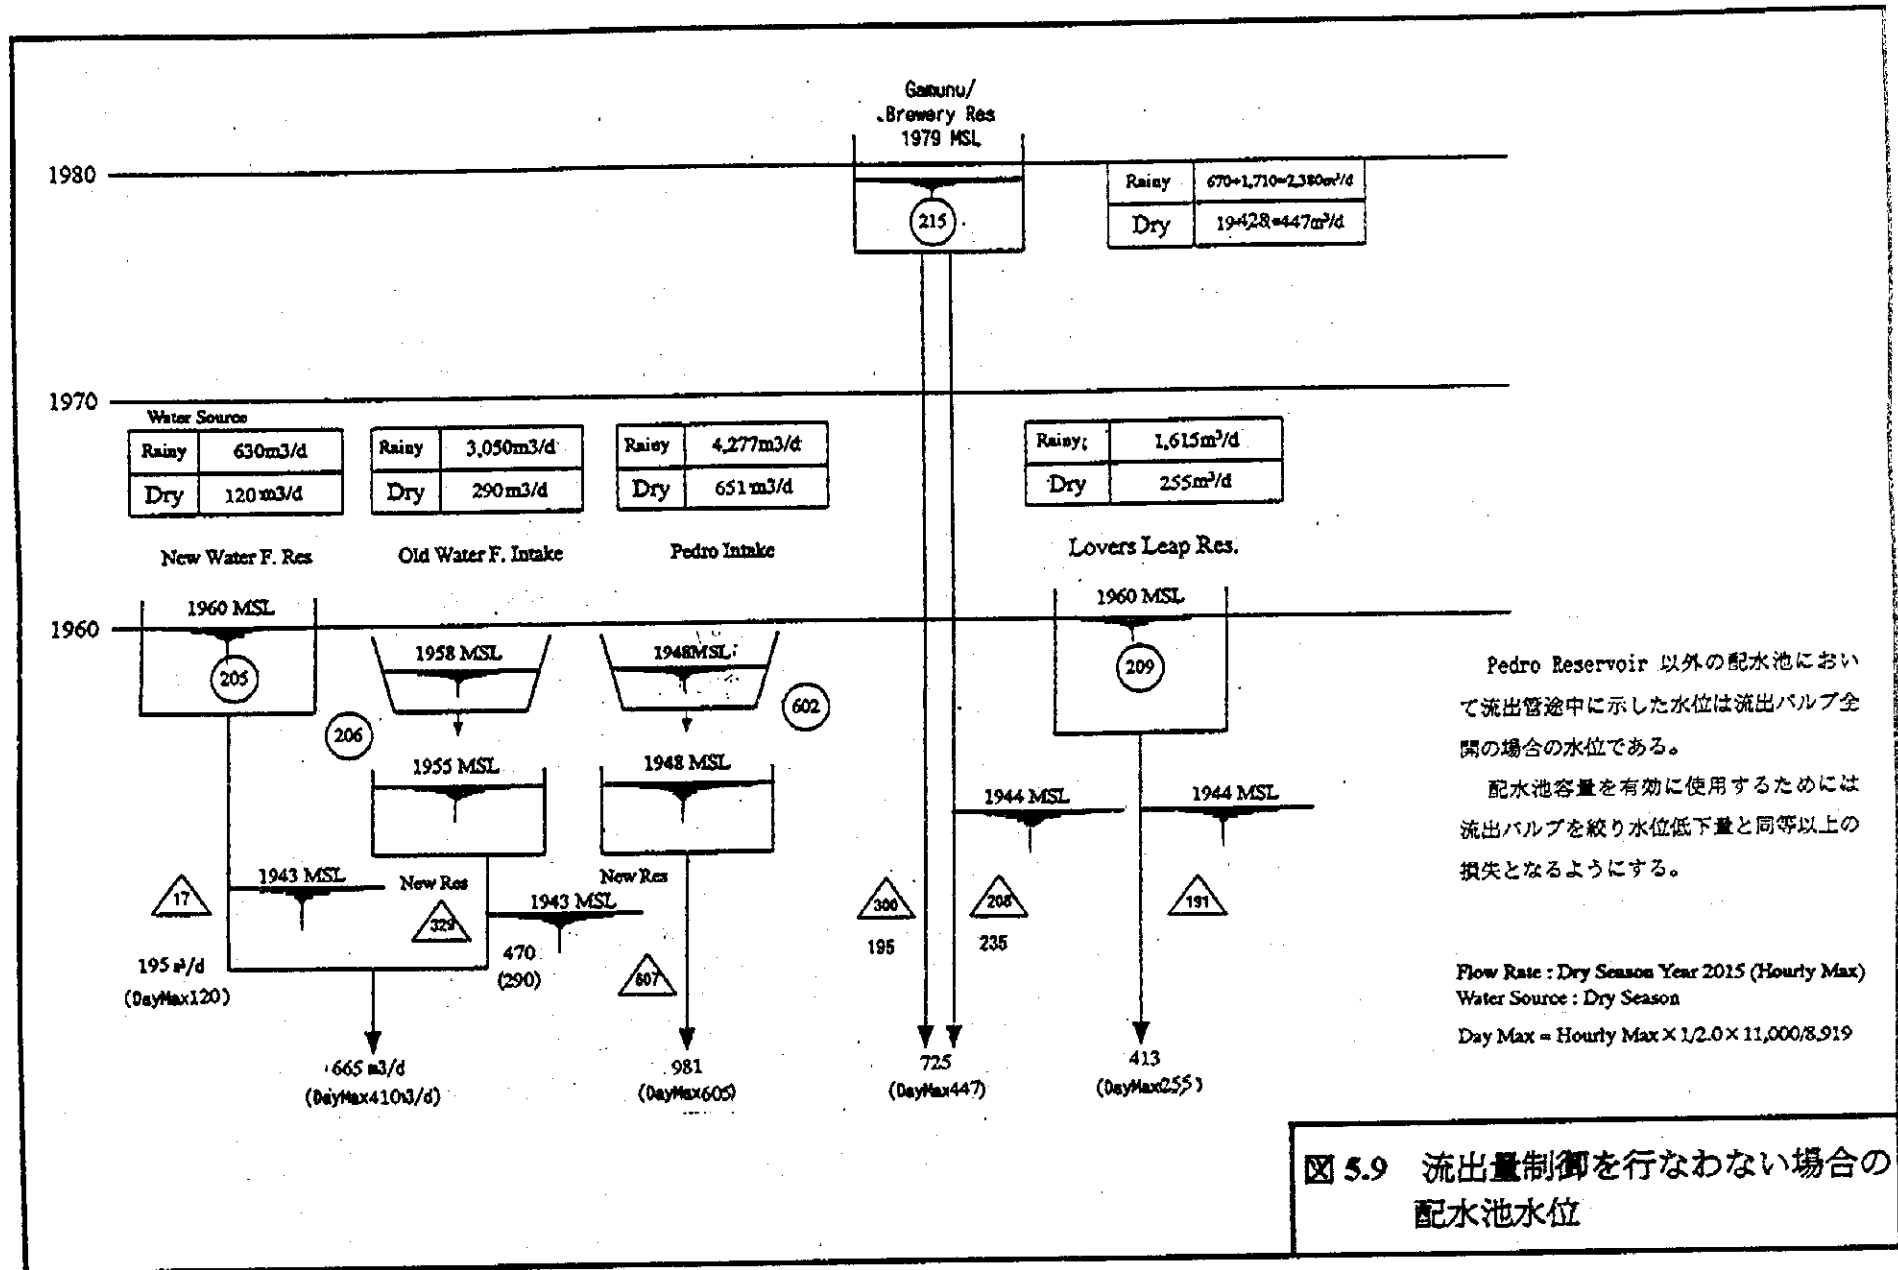 Gamunu/
Brewery Res
1979 MSL
1980
215
Rainy 670+1,710=2,380m³/d
Dry 19+428=447m³/d
1970
Water Source
Rainy 630m3/d
Dry 120m3/d
Rainy 3,050m3/d
Dry 290m3/d
Rainy 4,277m3/d
Dry 651m3/d
Rainy 1,615m³/d
Dry 255m³/d
New Water F. Res
Old Water F. Intake
Pedro Intake
Lovers Leap Res.
1960
1960 MSL
205
1958 MSL
206
1948MSL
602
1960 MSL
209
1955 MSL
1948 MSL
1944 MSL
1944 MSL
17
1943 MSL
New Res
329
1943 MSL
New Res
607
300
208
191
195 m³/d
(DayMax120)
470
(290)
195
235
665 m3/d
(DayMax410m3/d)
981
(DayMax605)
725
(DayMax447)
413
(DayMax255)
Pedro Reservoir 以外の配水池におい
て流出管途中に示した水位は流出バルブ全
開の場合の水位である。
配水池容量を有効に使用するためには
流出バルブを絞り水位低下量と同等以上の
損失となるようにする。
Flow Rate : Dry Season Year 2015 (Hourly Max)
Water Source : Dry Season
Day Max = Hourly Max×1/2.0×11,000/8,919
図 5.9 流出量制御を行なわない場合の
配水池水位